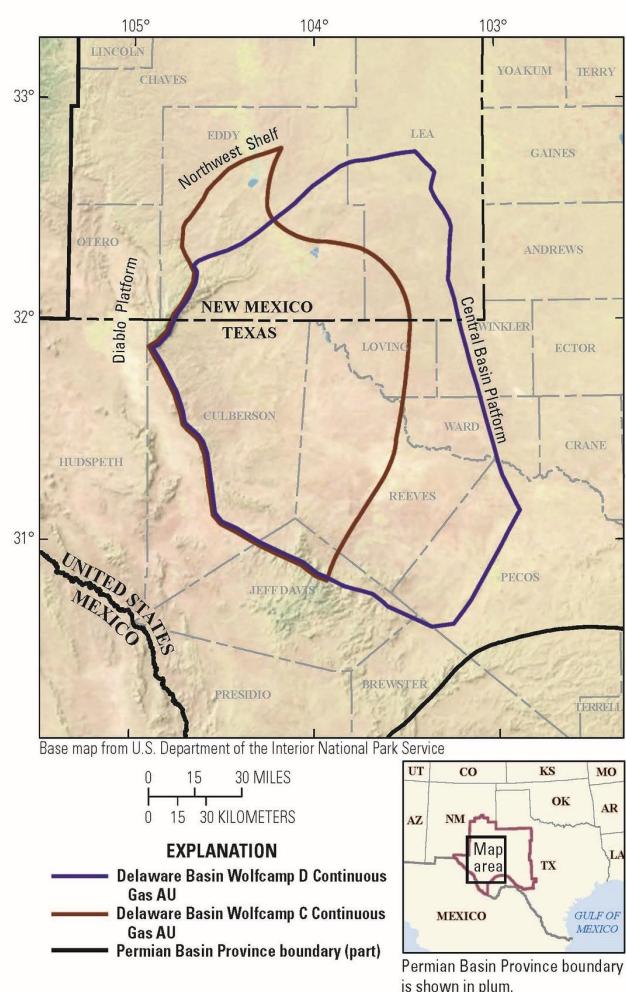 105°
104°
103°
LINCOLN
CHAVES
YOAKUM
TERRY
33°
EDDY
LEA
Northwest Shelf
GAINES
OTERO
ANDREWS
Diablo Platform
NEW MEXICO
32°
TEXAS
Central Basin Platform
WINKLER
LOVING
ECTOR
CULBERSON
WARD
CRANE
HUDSPETH
REEVES
31°
UNITED STATES
MEXICO
JEFF DAVIS
PECOS
BREWSTER
PRESIDIO
TERRELL
Base map from U.S. Department of the Interior National Park Service
0 15 30 MILES
0 15 30 KILOMETERS
EXPLANATION
Delaware Basin Wolfcamp D Continuous
Gas AU
Delaware Basin Wolfcamp C Continuous
Gas AU
Permian Basin Province boundary (part)
UT CO KS MO
AZ NM OK AR
Map
area
TX LA
MEXICO
GULF OF
MEXICO
Permian Basin Province boundary
is shown in plum.